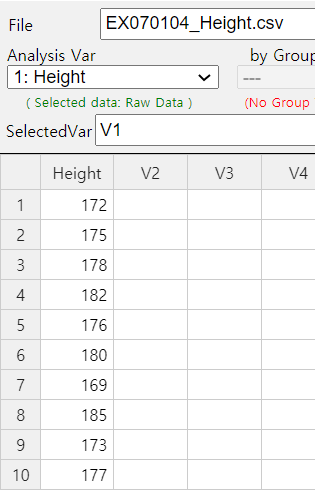 File EX070104_Height.csv
Analysis Var by Group
1: Height ---
( Selected data: Raw Data ) (No Group
SelectedVar V1
Height V2 V3 V4
1 172
2 175
3 178
4 182
5 176
6 180
7 169
8 185
9 173
10 177